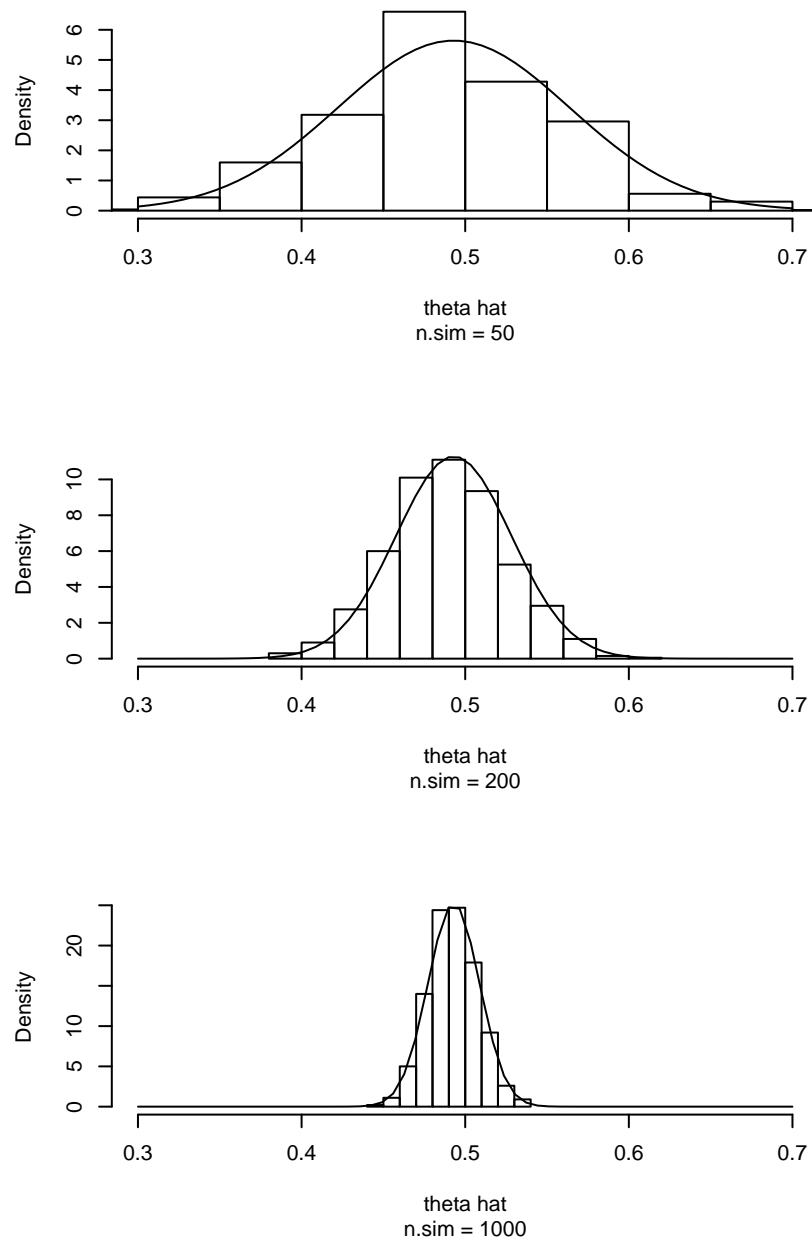 Density
0 1 2 3 4 5 6
0.3 0.4 0.5 0.6 0.7
theta hat
n.sim = 50
Density
0 2 4 6 8 10
0.3 0.4 0.5 0.6 0.7
theta hat
n.sim = 200
Density
0 5 10 20
0.3 0.4 0.5 0.6 0.7
theta hat
n.sim = 1000